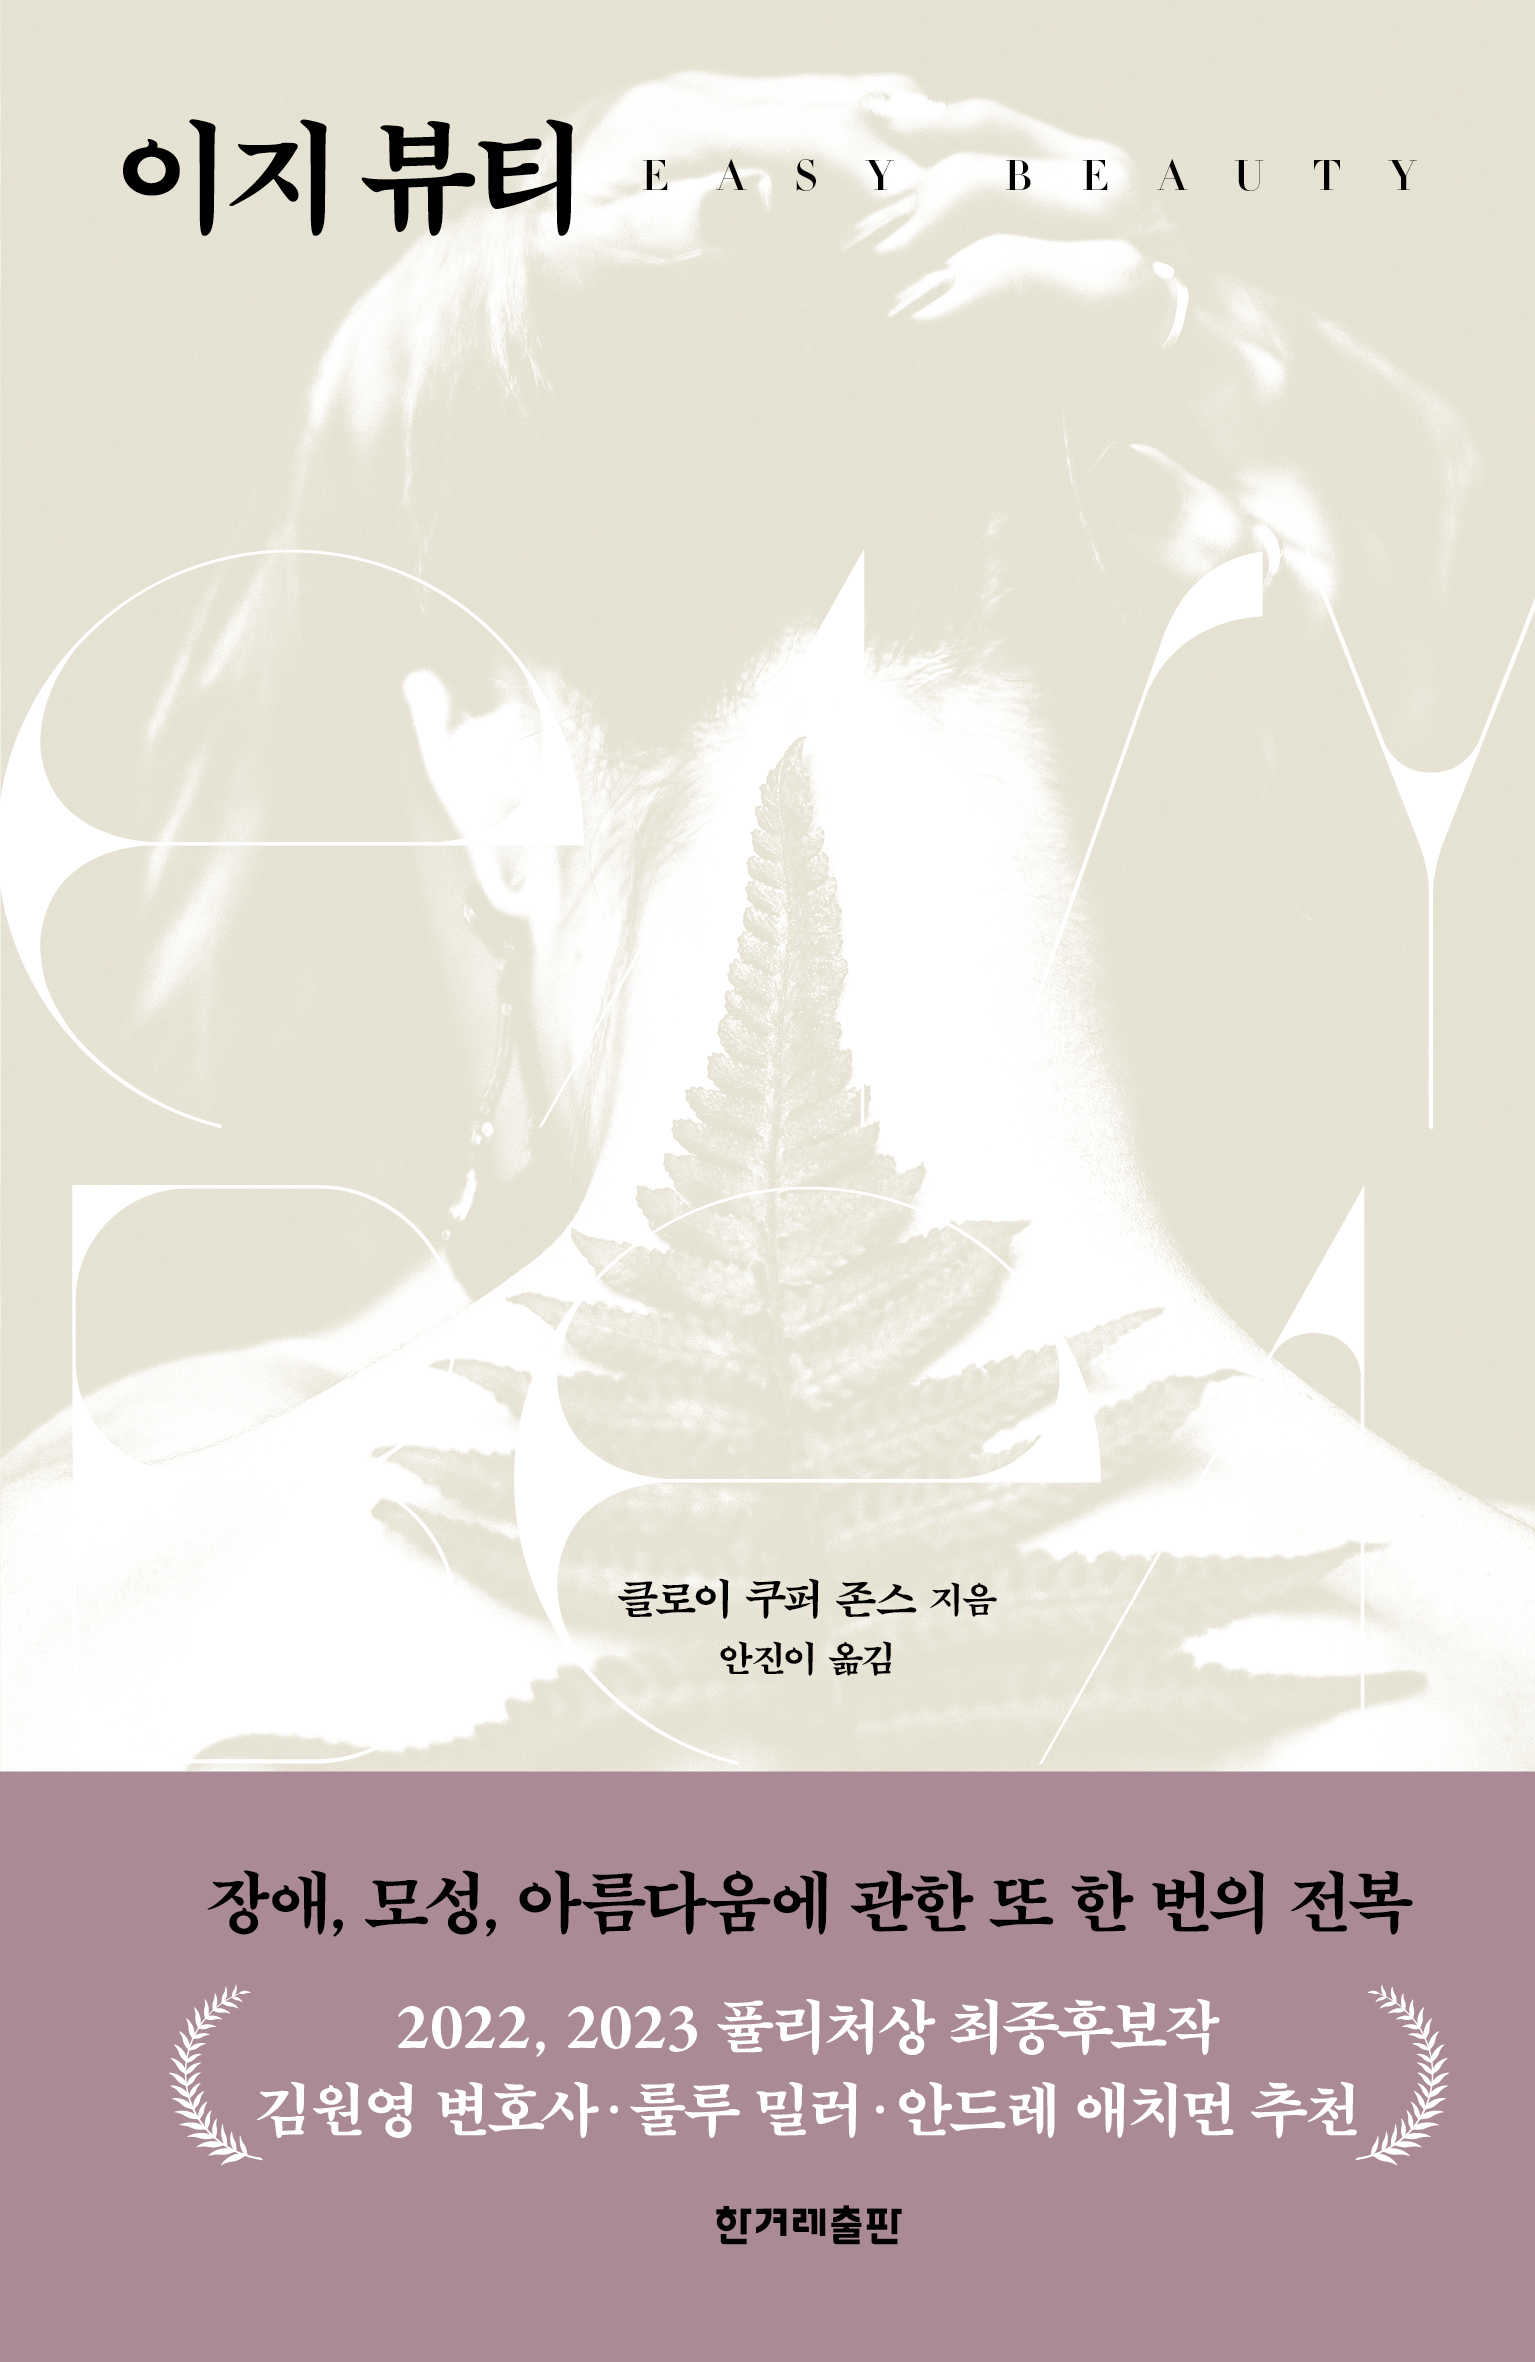 이지 뷰티 EASY BEAUTY
클로이 쿠퍼 존스 지음
안진이 옮김
장애, 모성, 아름다움에 관한 또 한 번의 전복
2022, 2023 퓰리처상 최종후보작
김원영 변호사·룰루 밀러·안드레 애치먼 추천
한겨레출판